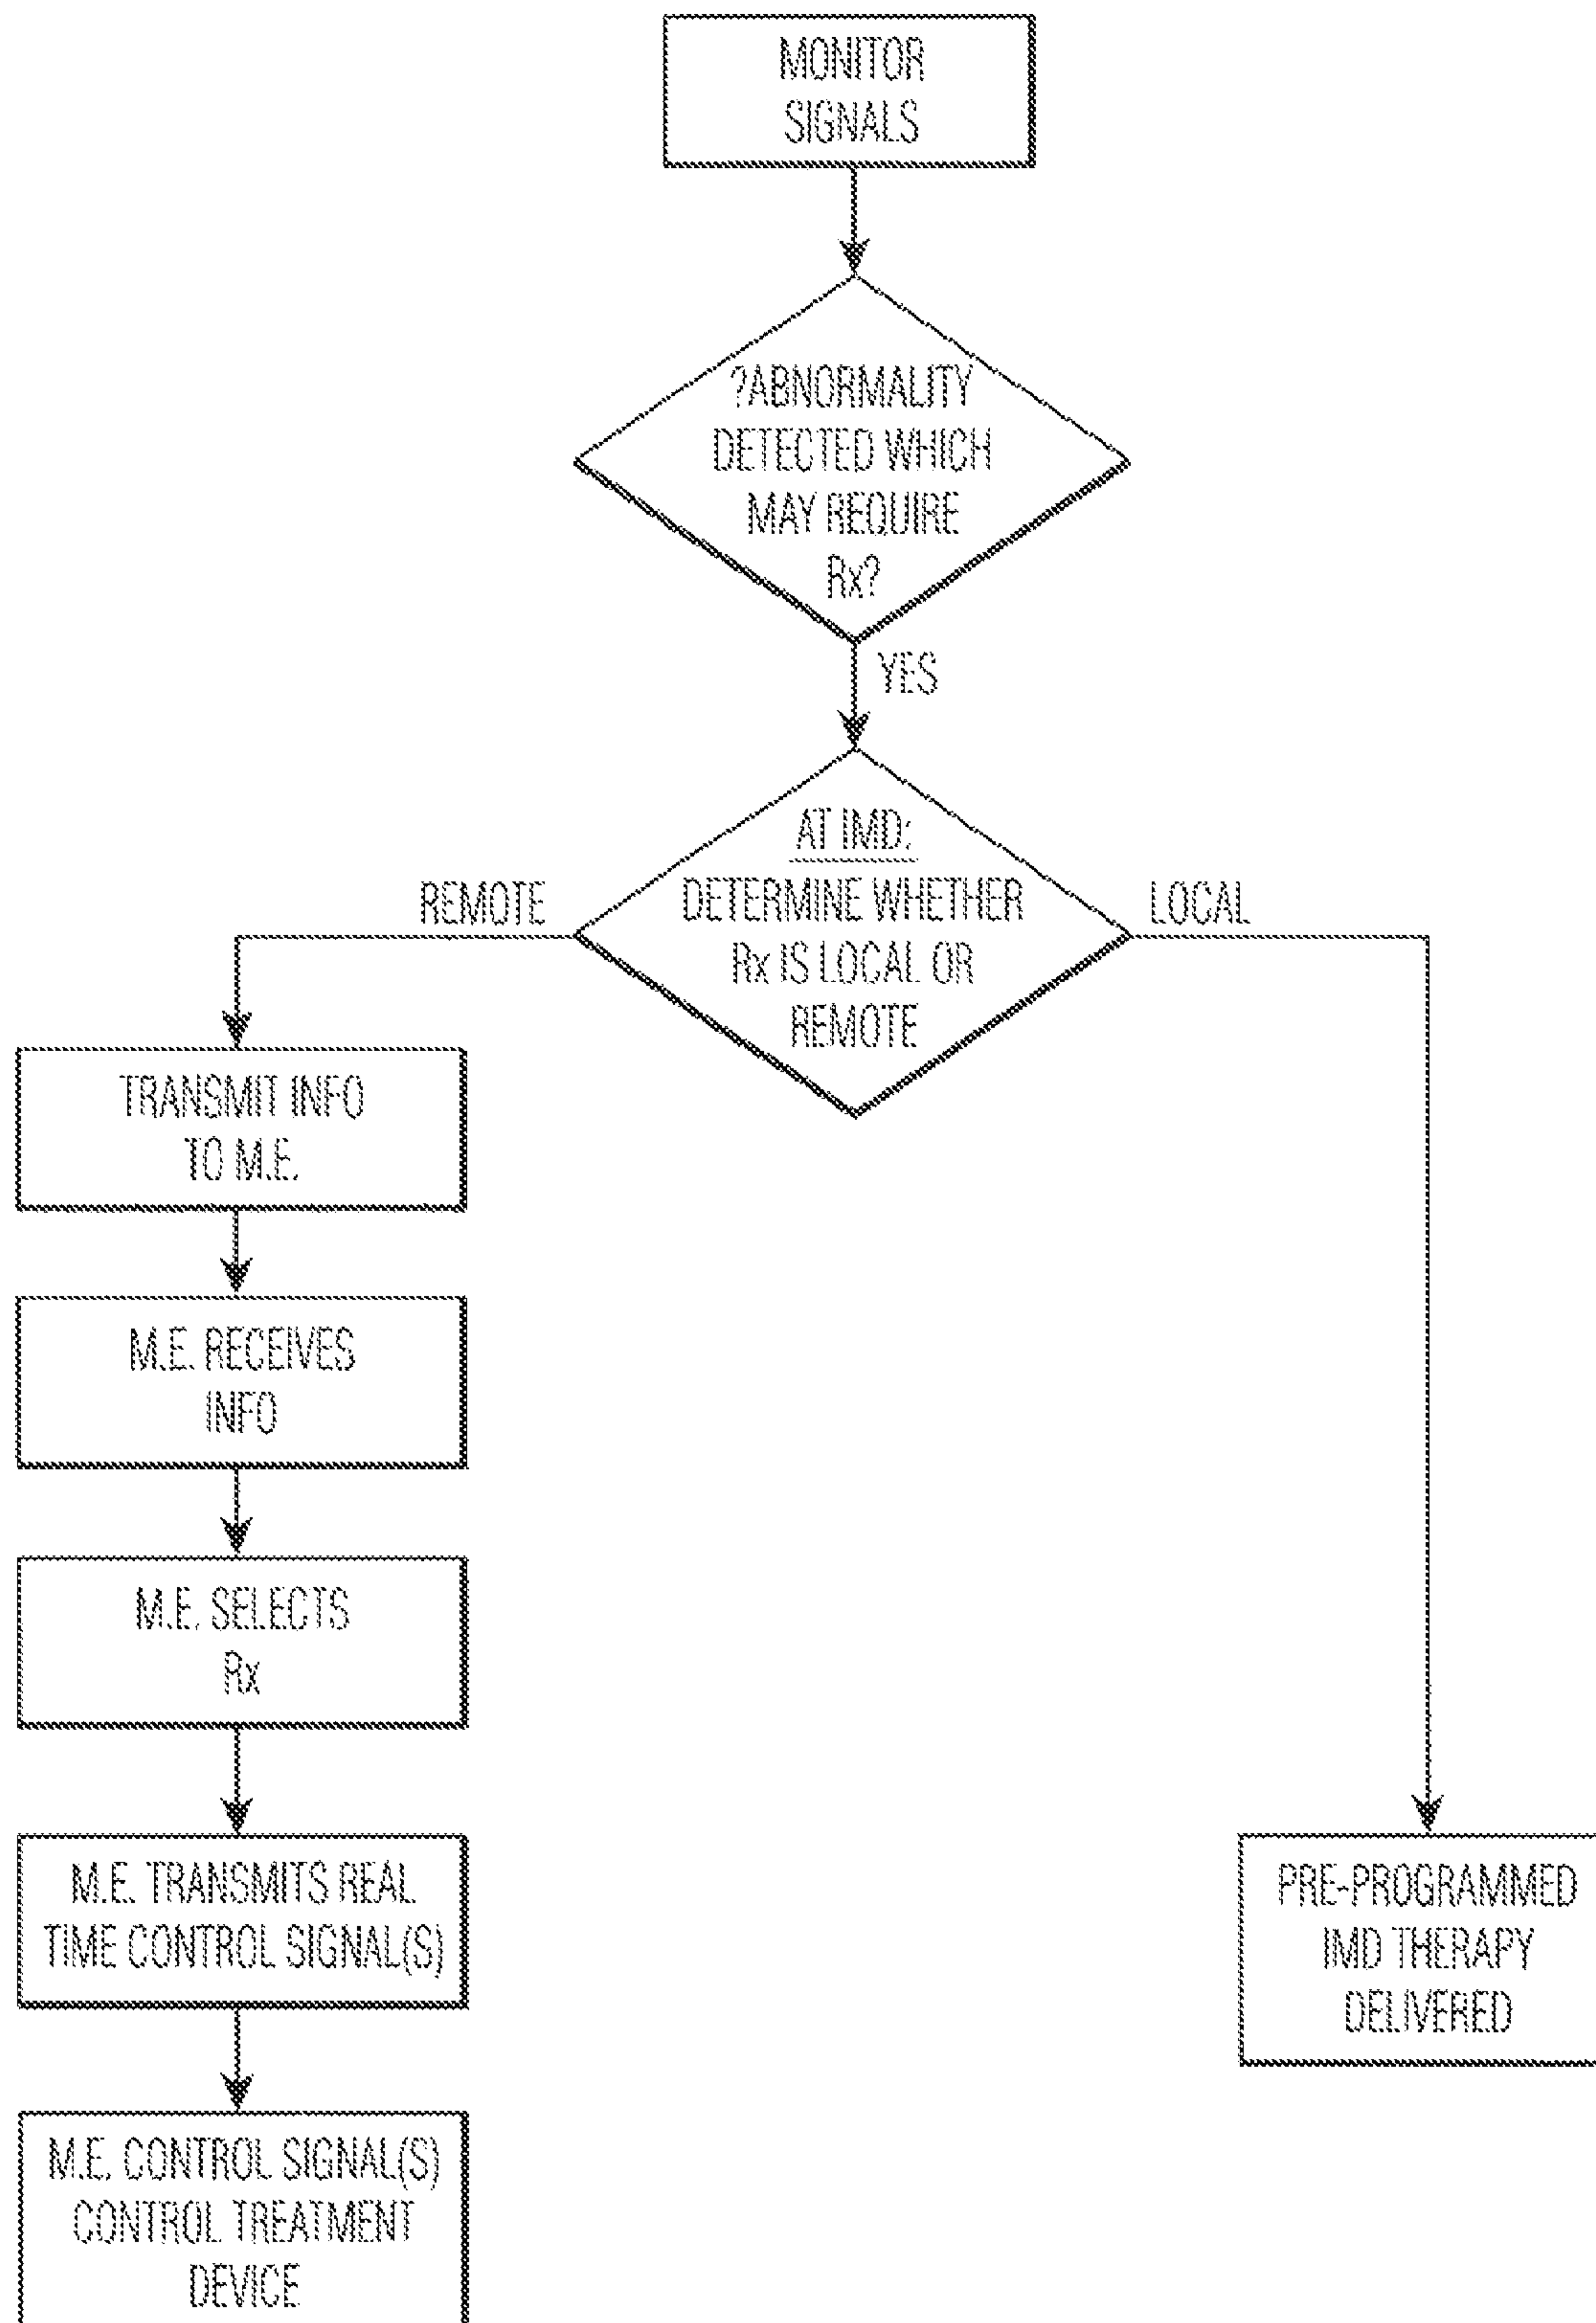 MONITOR
SIGNALS
?ABNORMALITY
DETECTED WHICH
MAY REQUIRE
Rx?
YES
AT IMD:
DETERMINE WHETHER
Rx IS LOCAL OR
REMOTE
REMOTE
LOCAL
TRANSMIT INFO
TO M.E.
M.E. RECEIVES
INFO
M.E. SELECTS
Rx
M.E. TRANSMITS REAL
TIME CONTROL SIGNAL(S)
PRE-PROGRAMMED
IMD THERAPY
DELIVERED
M.E. CONTROL SIGNAL(S)
CONTROL TREATMENT
DEVICE